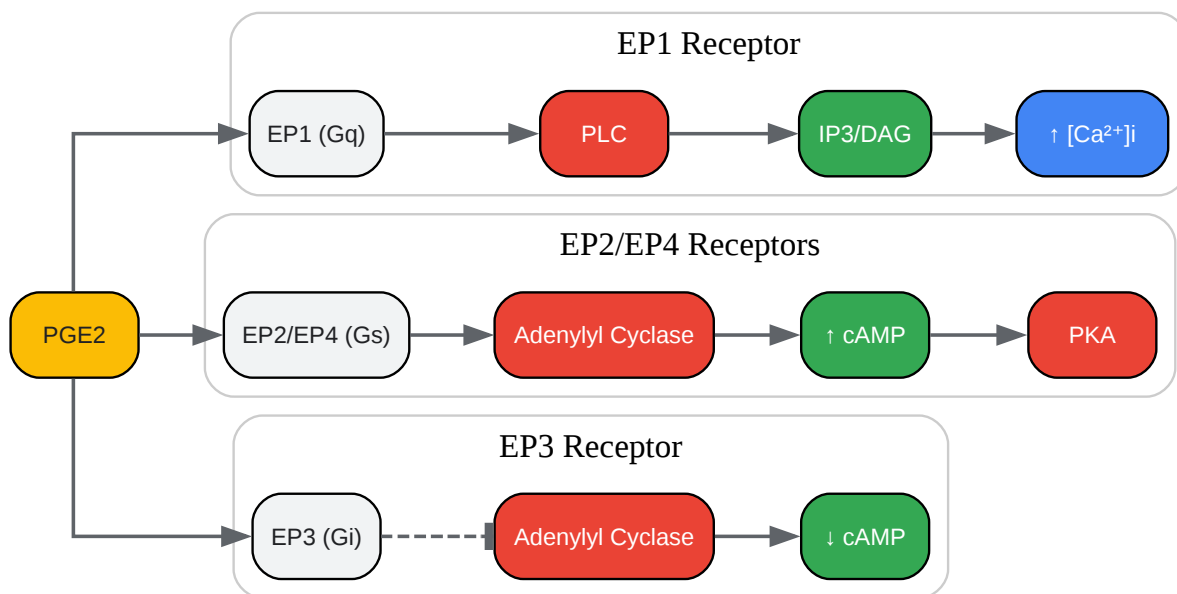 EP1 Receptor
EP1 (Gq)
PLC
IP3/DAG
↑ [Ca²⁺]i
EP2/EP4 Receptors
PGE2
EP2/EP4 (Gs)
Adenylyl Cyclase
↑ cAMP
PKA
EP3 Receptor
EP3 (Gi)
Adenylyl Cyclase
↓ cAMP